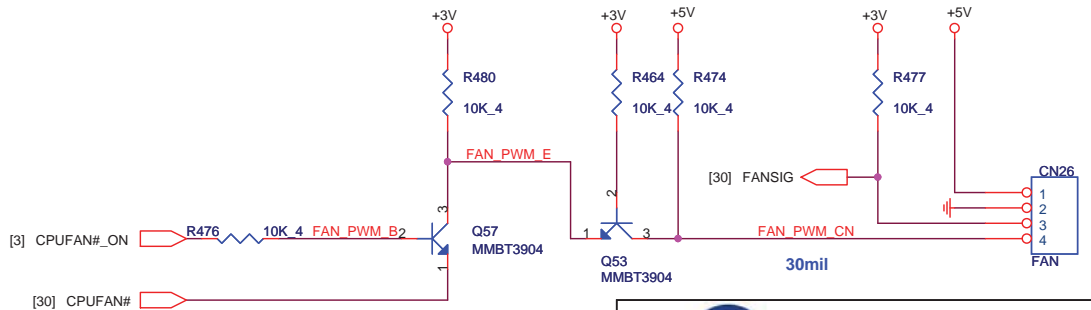 +3V
+3V
+5V
+3V
+5V
R480
10K_4
R464
10K_4
R474
10K_4
R477
10K_4
FAN_PWM_E
[30] FANSIG
CN26
1
2
3
4
FAN
2
1
3
Q53
MMBT3904
FAN_PWM_CN
30mil
[3] CPUFAN#_ON
R476
10K_4
FAN_PWM_B
2
3
1
Q57
MMBT3904
[30] CPUFAN#